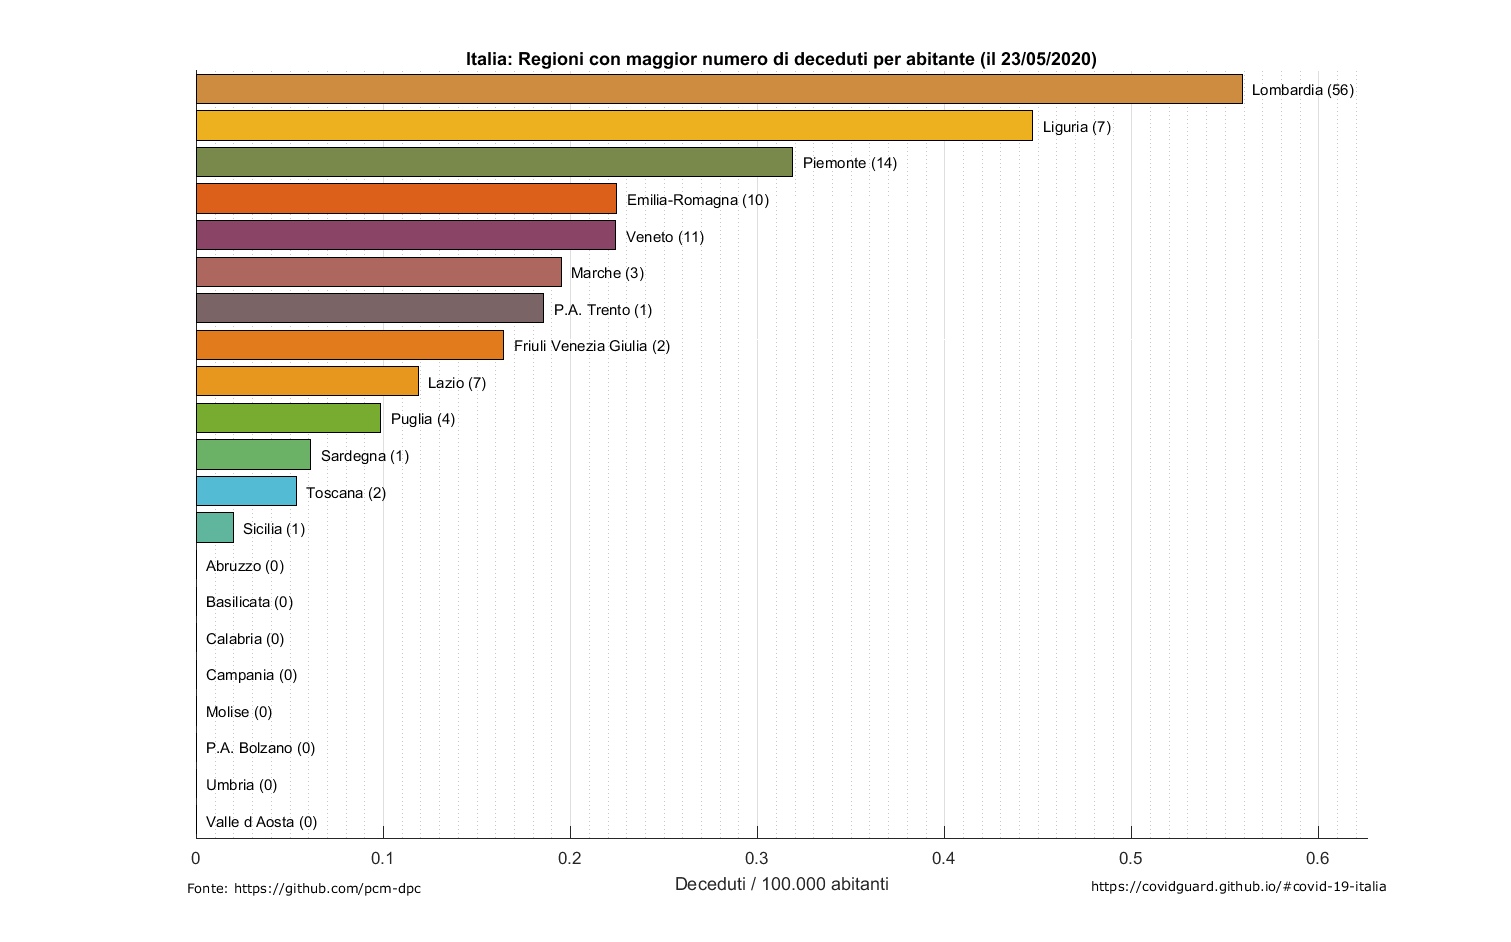 Italia: Regioni con maggior numero di deceduti per abitante (il 23/05/2020)
Lombardia (56)
Liguria (7)
Piemonte (14)
Emilia-Romagna (10)
Veneto (11)
Marche (3)
P.A. Trento (1)
Friuli Venezia Giulia (2)
Lazio (7)
Puglia (4)
Sardegna (1)
Toscana (2)
Sicilia (1)
Abruzzo (0)
Basilicata (0)
Calabria (0)
Campania (0)
Molise (0)
P.A. Bolzano (0)
Umbria (0)
Valle d Aosta (0)
0 0.1 0.2 0.3 0.4 0.5 0.6
Deceduti / 100.000 abitanti
Fonte: https://github.com/pcm-dpc
https://covidguard.github.io/#covid-19-italia